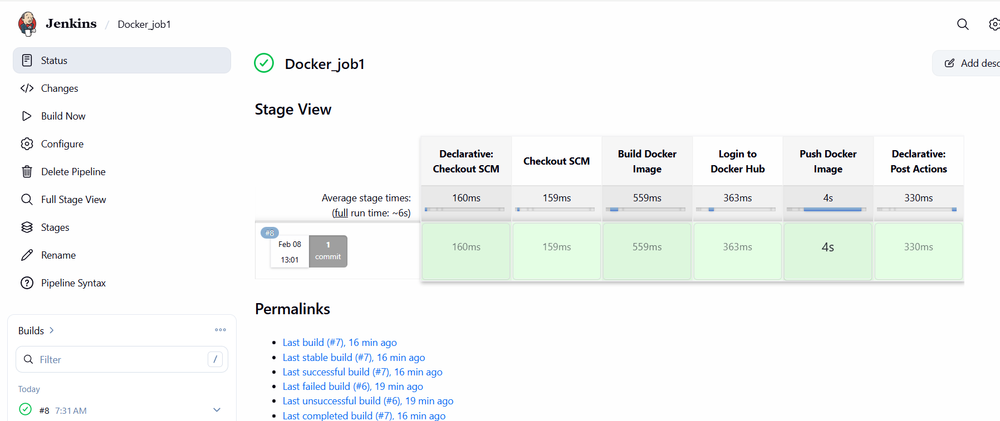 Jenkins / Docker_job1
Status
Changes
Build Now
Configure
Delete Pipeline
Full Stage View
Stages
Rename
Pipeline Syntax
Builds
Filter
/
Today
#8 7:31 AM
Docker_job1
Add desc
Stage View
Declarative: Checkout SCM
Checkout SCM
Build Docker Image
Login to Docker Hub
Push Docker Image
Declarative: Post Actions
Average stage times:
(full run time: ~6s)
160ms 159ms 559ms 363ms 4s 330ms
#8
Feb 08
13:01
1
commit
160ms 159ms 559ms 363ms 4s 330ms
Permalinks
Last build (#7), 16 min ago
Last stable build (#7), 16 min ago
Last successful build (#7), 16 min ago
Last failed build (#6), 19 min ago
Last unsuccessful build (#6), 19 min ago
Last completed build (#7), 16 min ago